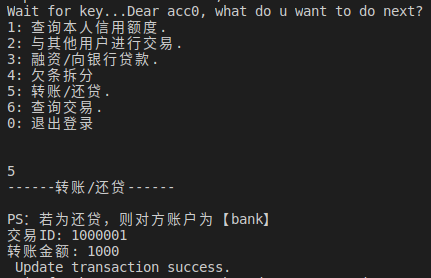 Wait for key...Dear acc0, what do u want to do next?
1: 查询本人信用额度.
2: 与其他用户进行交易.
3: 融资/向银行贷款.
4: 欠条拆分
5: 转账/还贷.
6: 查询交易.
0: 退出登录
5
------转账/还贷------
PS: 若为还贷，则对方账户为【bank】
交易ID: 1000001
转账金额: 1000
Update transaction success.